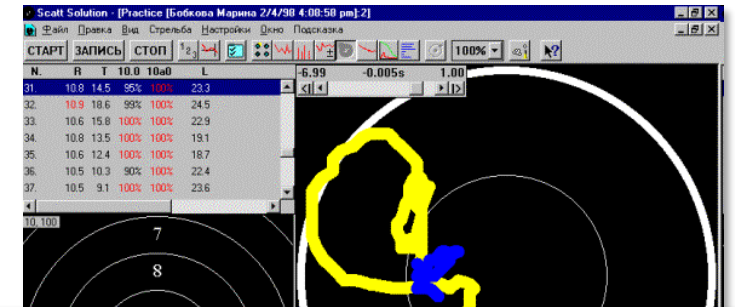 Scatt Solution - [Practice [Бобкова Марина 2/4/98 4:08:58 pm]:2]
Файл Правка Вид Стрельба Настройки Окно Подсказка
СТАРТ ЗАПИСЬ СТОП 1 2 3 100%
N. R T 10.0 10a0 L
31. 10.8 14.5 95% 100% 23.3
32. 10.9 18.6 99% 100% 24.5
33. 10.6 15.8 100% 100% 22.9
34. 10.8 13.5 100% 100% 19.1
35. 10.6 12.4 100% 100% 18.7
36. 10.5 10.3 90% 100% 22.4
37. 10.5 9.1 100% 100% 23.6
-6.99 -0.005s 1.00
10, 100
7
8